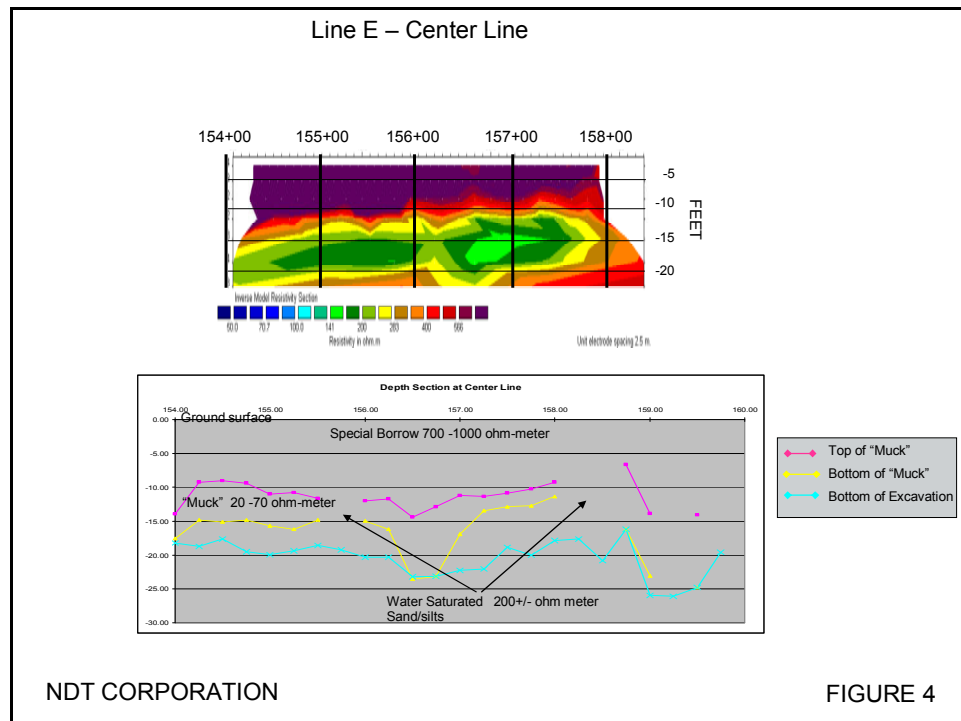 Line E – Center Line
154+00 155+00 156+00 157+00 158+00
-5
-10
-15
-20
FEET
Inverse Model Resistivity Section
50.0 70.7 100.0 141 200 283 400 566
Resistivity in ohm.m
Unit electrode spacing 2.5 m.
Depth Section at Center Line
154.00 155.00 156.00 157.00 158.00 159.00 160.00
0.00
Ground surface
Special Borrow 700 -1000 ohm-meter
-5.00
-10.00
"Muck" 20 -70 ohm-meter
-15.00
-20.00
-25.00
Water Saturated 200+/- ohm meter
Sand/silts
-30.00
Top of "Muck"
Bottom of "Muck"
Bottom of Excavation
NDT CORPORATION
FIGURE 4